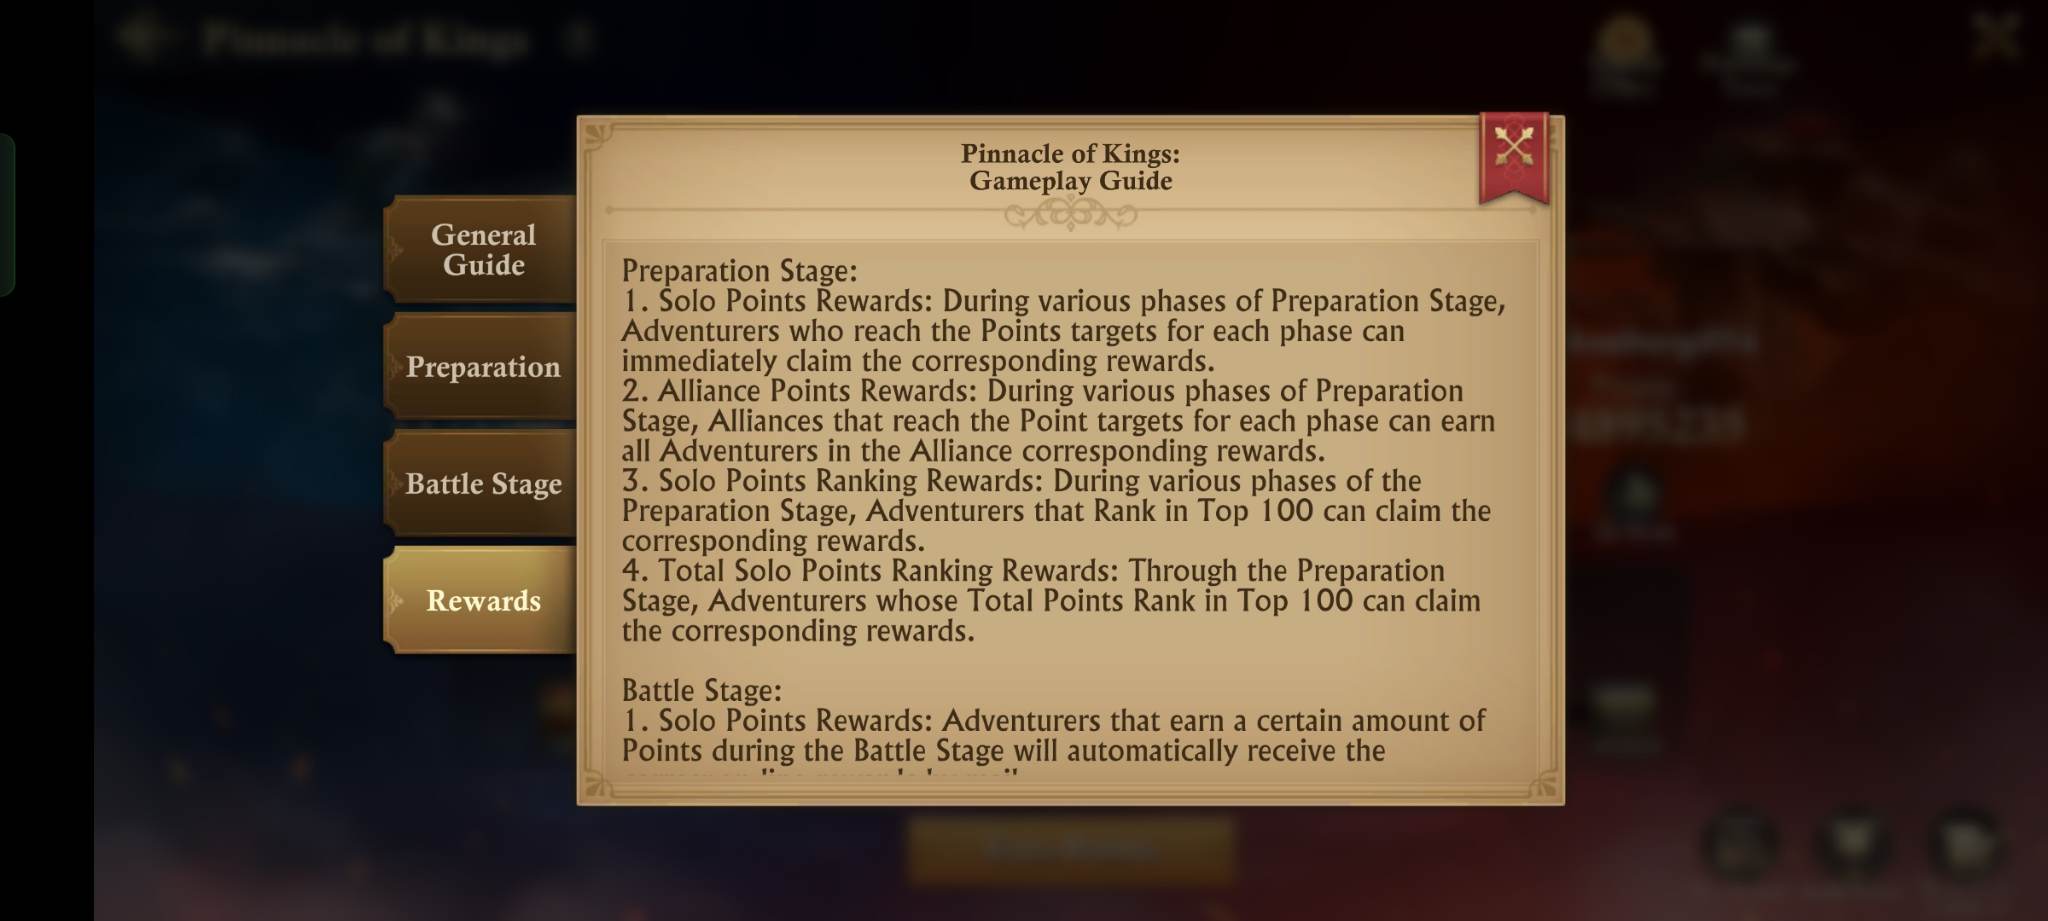 Pinnacle of Kings
Pinnacle of Kings:
Gameplay Guide
General
Guide
Preparation
Battle Stage
Rewards
Preparation Stage:
1. Solo Points Rewards: During various phases of Preparation Stage,
Adventurers who reach the Points targets for each phase can
immediately claim the corresponding rewards.
2. Alliance Points Rewards: During various phases of Preparation
Stage, Alliances that reach the Point targets for each phase can earn
all Adventurers in the Alliance corresponding rewards.
3. Solo Points Ranking Rewards: During various phases of the
Preparation Stage, Adventurers that Rank in Top 100 can claim the
corresponding rewards.
4. Total Solo Points Ranking Rewards: Through the Preparation
Stage, Adventurers whose Total Points Rank in Top 100 can claim
the corresponding rewards.
Battle Stage:
1. Solo Points Rewards: Adventurers that earn a certain amount of
Points during the Battle Stage will automatically receive the